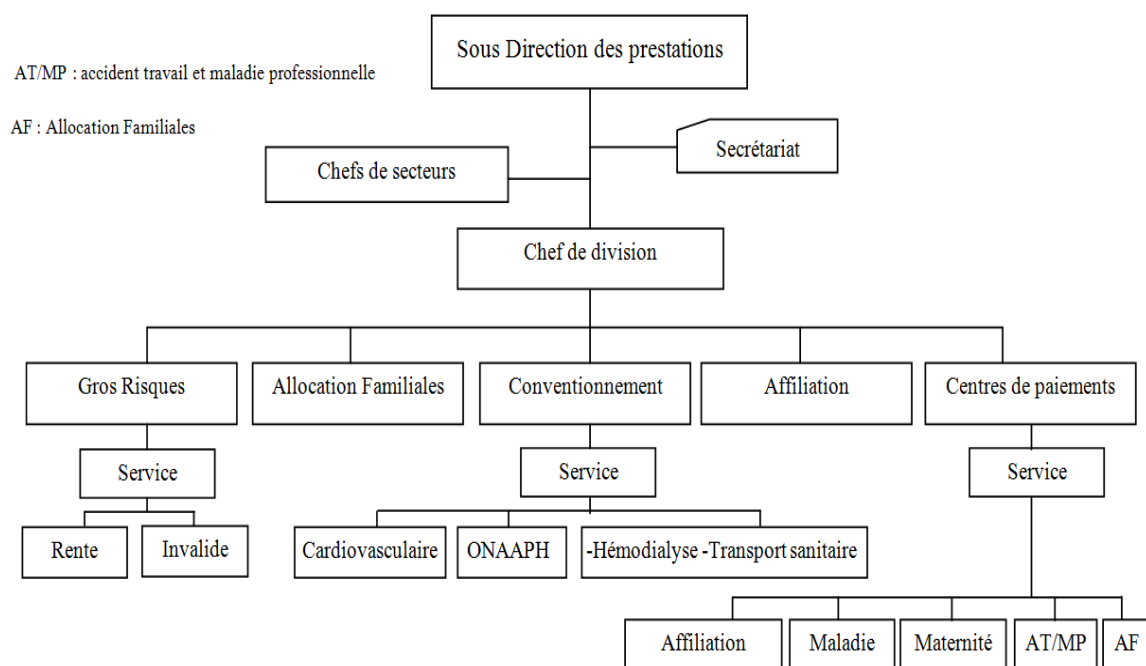 Sous Direction des prestations
AT/MP : accident travail et maladie professionnelle
AF : Allocation Familiales
Secrétariat
Chefs de secteurs
Chef de division
Gros Risques
Allocation Familiales
Conventionnement
Affiliation
Centres de paiements
Service
Service
Service
Rente
Invalide
Cardiovasculaire
ONAAPH
-Hémodialyse -Transport sanitaire
Affiliation
Maladie
Maternité
AT/MP
AF